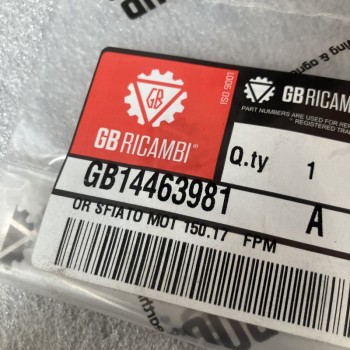 GB
GB RICAMBI®
ISO 9001
GB RICAMBI
PART NUMBERS ARE USED FOR REF
REGISTERED TRA
Q.ty 1
GB14463981 A
OR SFIATO MOT 150.17 FPM